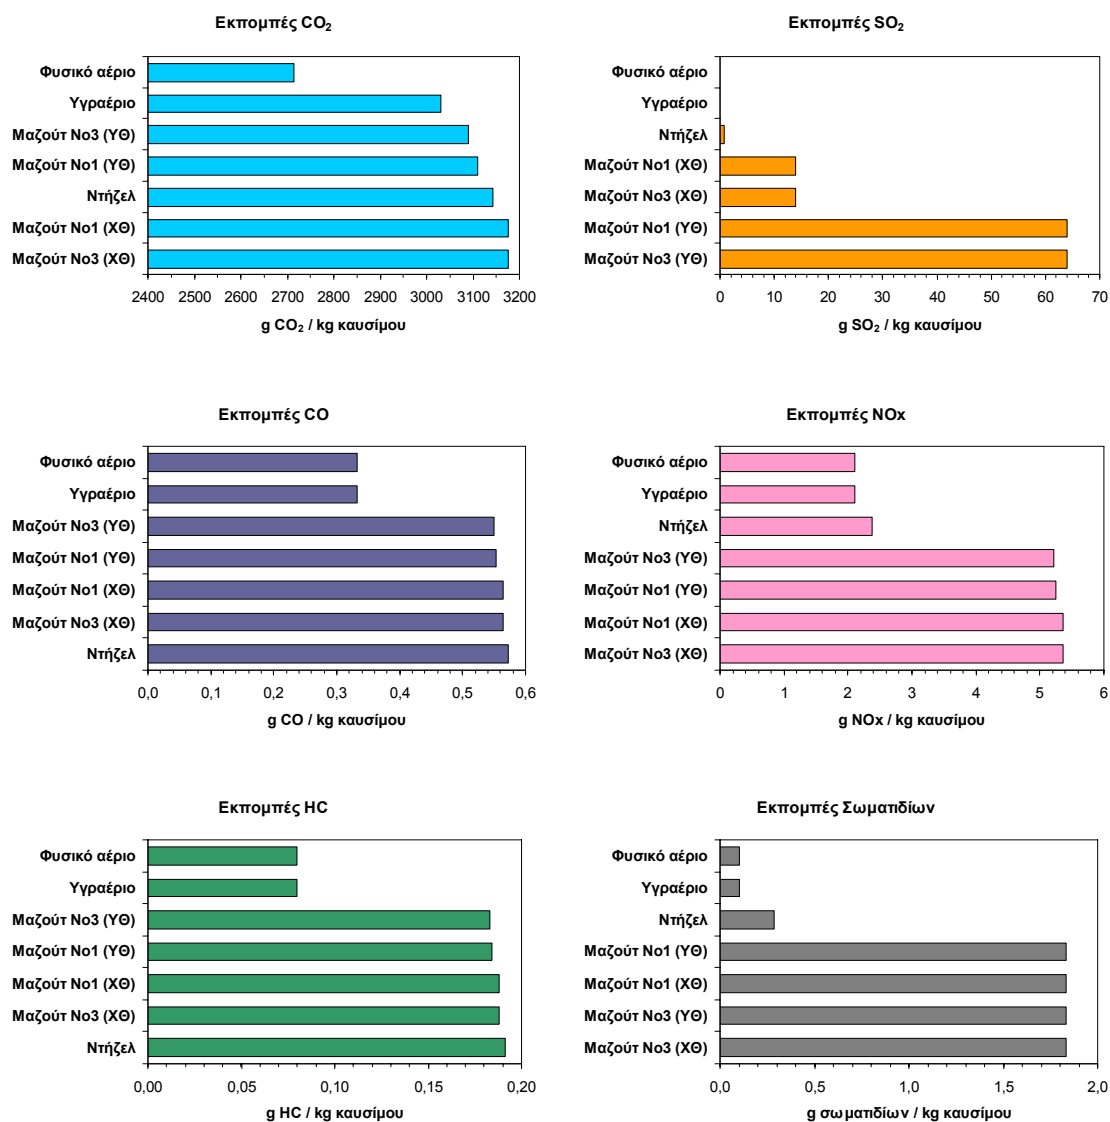 Εκπομπές CO₂
Φυσικό αέριο
Υγραέριο
Μαζούτ Νο3 (ΥΘ)
Μαζούτ Νο1 (ΥΘ)
Ντήζελ
Μαζούτ Νο1 (ΧΘ)
Μαζούτ Νο3 (ΧΘ)
2400 2500 2600 2700 2800 2900 3000 3100 3200
g CO₂ / kg καυσίμου
Εκπομπές SO₂
Φυσικό αέριο
Υγραέριο
Ντήζελ
Μαζούτ Νο1 (ΧΘ)
Μαζούτ Νο3 (ΧΘ)
Μαζούτ Νο1 (ΥΘ)
Μαζούτ Νο3 (ΥΘ)
0 10 20 30 40 50 60 70
g SO₂ / kg καυσίμου
Εκπομπές CO
Φυσικό αέριο
Υγραέριο
Μαζούτ Νο3 (ΥΘ)
Μαζούτ Νο1 (ΥΘ)
Μαζούτ Νο1 (ΧΘ)
Μαζούτ Νο3 (ΧΘ)
Ντήζελ
0,0 0,1 0,2 0,3 0,4 0,5 0,6
g CO / kg καυσίμου
Εκπομπές NOx
Φυσικό αέριο
Υγραέριο
Ντήζελ
Μαζούτ Νο3 (ΥΘ)
Μαζούτ Νο1 (ΥΘ)
Μαζούτ Νο1 (ΧΘ)
Μαζούτ Νο3 (ΧΘ)
0 1 2 3 4 5 6
g NOx / kg καυσίμου
Εκπομπές HC
Φυσικό αέριο
Υγραέριο
Μαζούτ Νο3 (ΥΘ)
Μαζούτ Νο1 (ΥΘ)
Μαζούτ Νο1 (ΧΘ)
Μαζούτ Νο3 (ΧΘ)
Ντήζελ
0,00 0,05 0,10 0,15 0,20
g HC / kg καυσίμου
Εκπομπές Σωματιδίων
Φυσικό αέριο
Υγραέριο
Ντήζελ
Μαζούτ Νο1 (ΥΘ)
Μαζούτ Νο1 (ΧΘ)
Μαζούτ Νο3 (ΥΘ)
Μαζούτ Νο3 (ΧΘ)
0,0 0,5 1,0 1,5 2,0
g σωματιδίων / kg καυσίμου